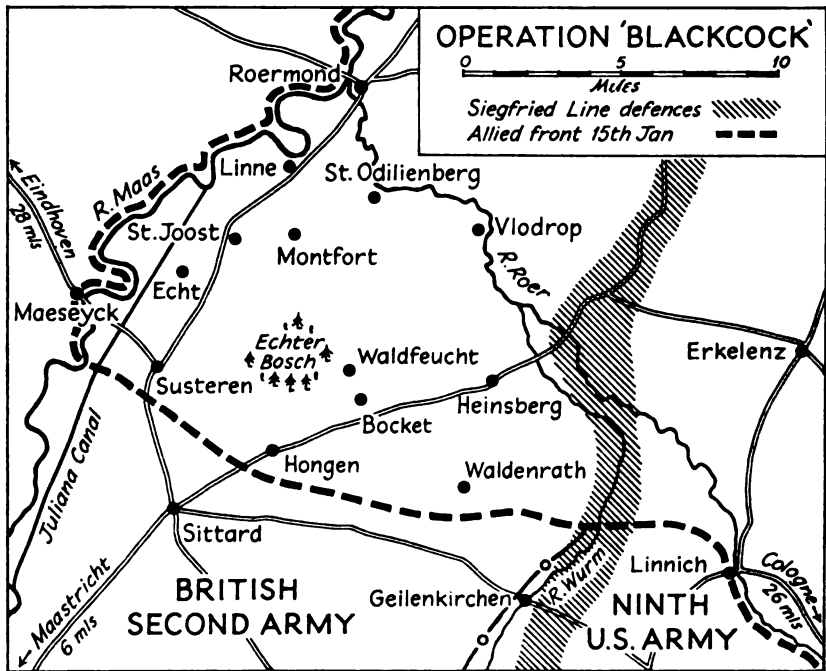 OPERATION 'BLACKCOCK'
0 5 10
Miles
Siegfried Line defences
Allied front 15th Jan
Roermond
Linne
St. Odilienberg
R. Maas
Eindhoven
28 mls
St. Joost
Montfort
Vlodrop
R. Roer
Echt
Maeseyck
Echter
Bosch
Waldfeucht
Erkelenz
Susteren
Bocket
Heinsberg
Juliana Canal
Hongen
Waldenrath
Sittard
Maastricht
6 mls
BRITISH
SECOND ARMY
Geilenkirchen
R. Wurm
Linnich
Cologne
26 mls
NINTH
U.S. ARMY